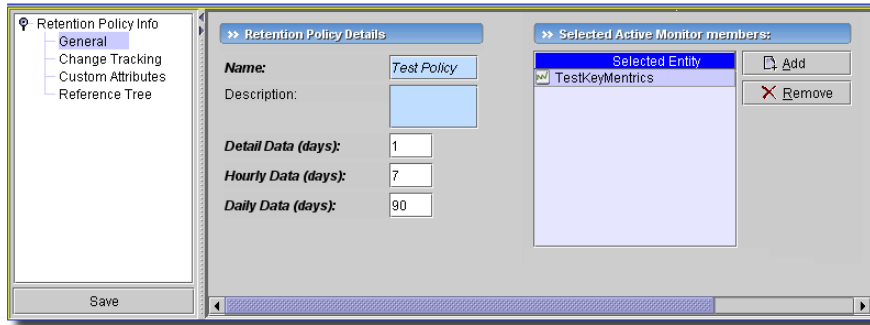 Retention Policy Info
General
Change Tracking
Custom Attributes
Reference Tree
Save
>> Retention Policy Details
Name: Test Policy
Description:
Detail Data (days): 1
Hourly Data (days): 7
Daily Data (days): 90
>> Selected Active Monitor members:
Selected Entity
TestKeyMentrics
Add
Remove